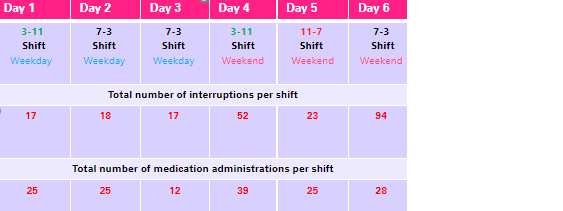 Day 1 Day 2 Day 3 Day 4 Day 5 Day 6
3-11 7-3 7-3 3-11 11-7 7-3
Shift Shift Shift Shift Shift Shift
Weekday Weekday Weekday Weekend Weekend Weekend
Total number of interruptions per shift
17 18 17 52 23 94
Total number of medication administrations per shift
25 25 12 39 25 28